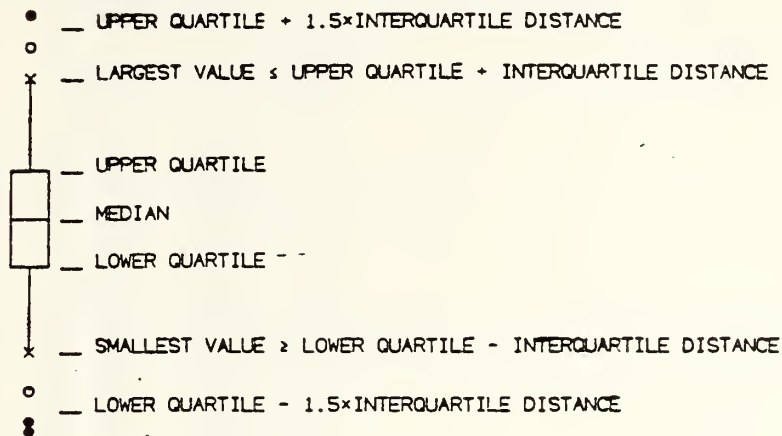 UPPER QUARTILE + 1.5×INTERQUARTILE DISTANCE
LARGEST VALUE ≤ UPPER QUARTILE + INTERQUARTILE DISTANCE
UPPER QUARTILE
MEDIAN
LOWER QUARTILE
SMALLEST VALUE ≥ LOWER QUARTILE - INTERQUARTILE DISTANCE
LOWER QUARTILE - 1.5×INTERQUARTILE DISTANCE